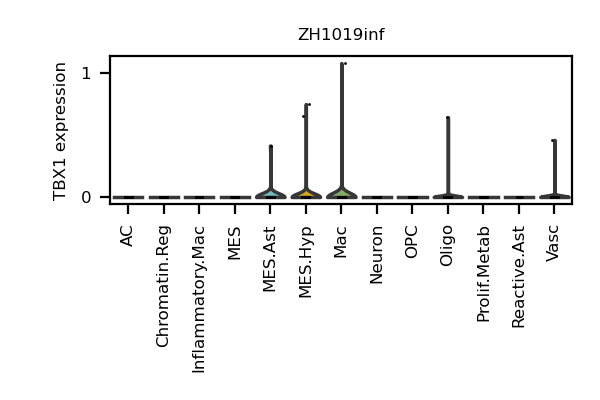 ZH1019inf
TBX1 expression
1
0
AC
Chromatin.Reg
Inflammatory.Mac
MES
MES.Ast
MES.Hyp
Mac
Neuron
OPC
Oligo
Prolif.Metab
Reactive.Ast
Vasc